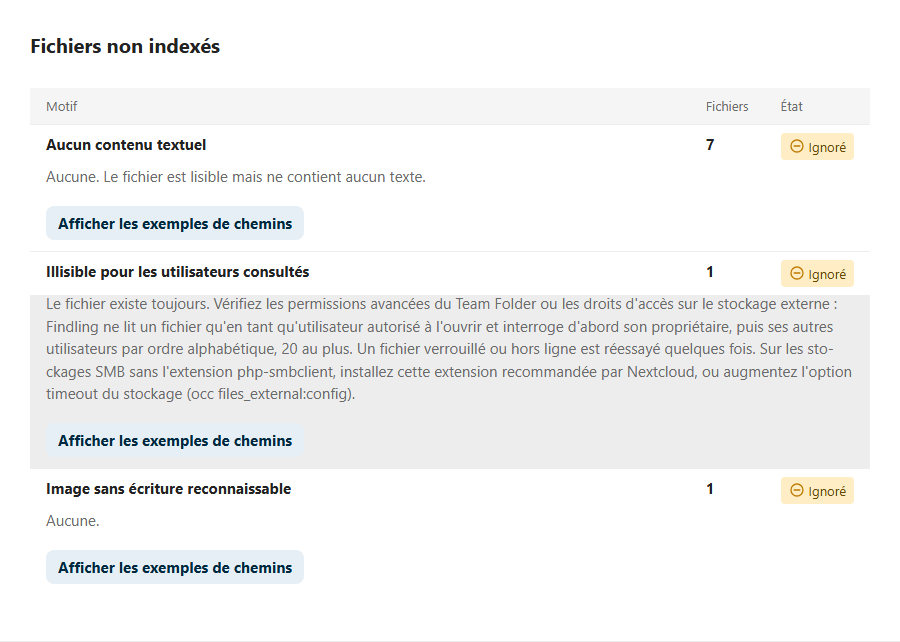 Fichiers non indexés
Motif Fichiers État
Aucun contenu textuel 7 Ignoré
Aucune. Le fichier est lisible mais ne contient aucun texte.
Afficher les exemples de chemins
Illisible pour les utilisateurs consultés 1 Ignoré
Le fichier existe toujours. Vérifiez les permissions avancées du Team Folder ou les droits d'accès sur le stockage externe :
Findling ne lit un fichier qu'en tant qu'utilisateur autorisé à l'ouvrir et interroge d'abord son propriétaire, puis ses autres
utilisateurs par ordre alphabétique, 20 au plus. Un fichier verrouillé ou hors ligne est réessayé quelques fois. Sur les sto-
ckages SMB sans l'extension php-smbclient, installez cette extension recommandée par Nextcloud, ou augmentez l'option
timeout du stockage (occ files_external:config).
Afficher les exemples de chemins
Image sans écriture reconnaissable 1 Ignoré
Aucune.
Afficher les exemples de chemins